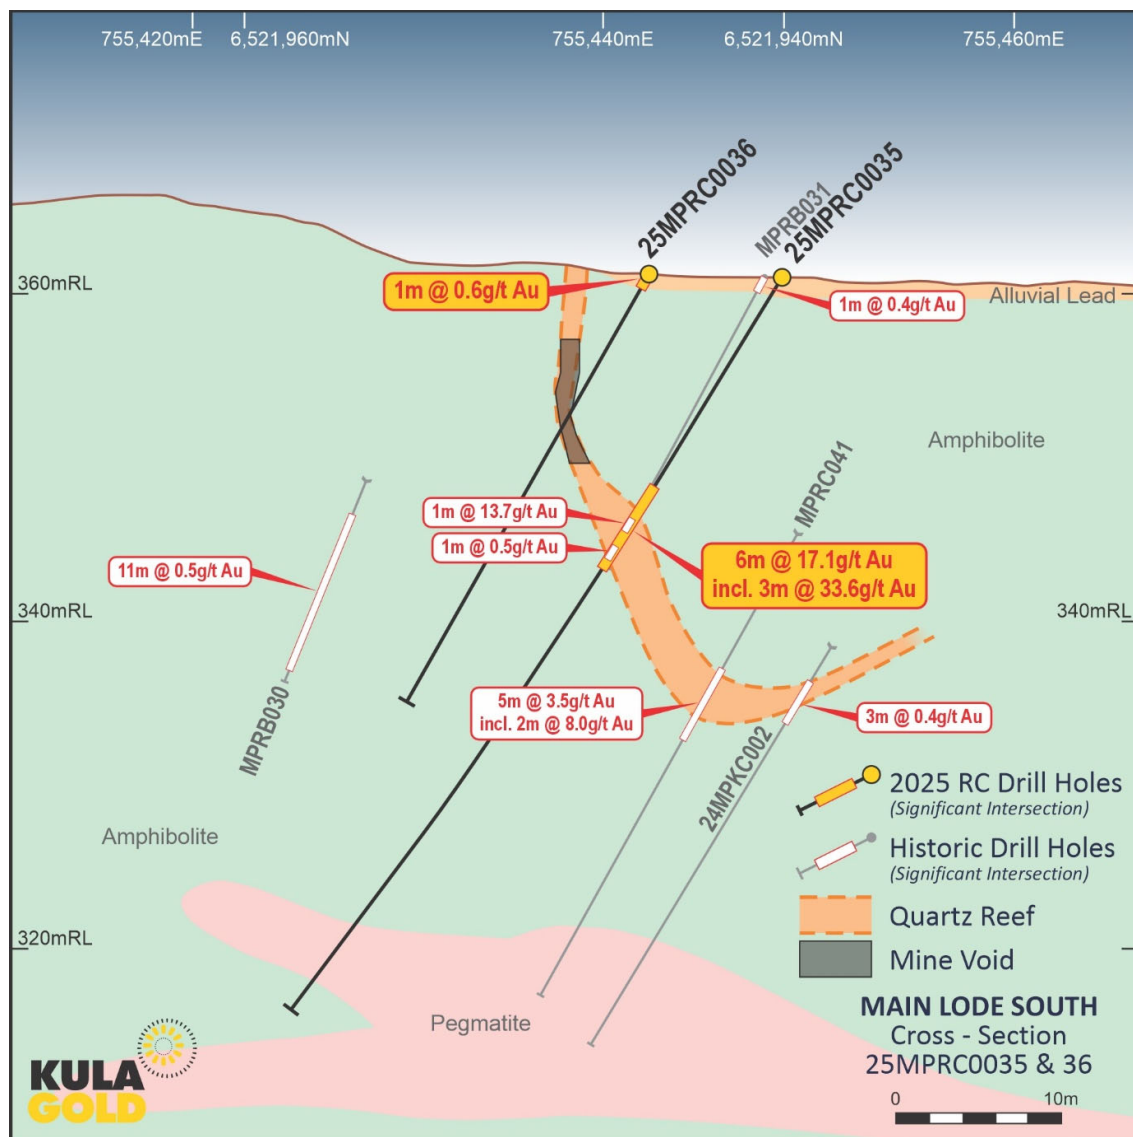 755,420mE
6,521,960mN
755,440mE
6,521,940mN
755,460mE
25MPRC0036
MPRB031
25MPRC0035
360mRL
1m @ 0.6g/t Au
1m @ 0.4g/t Au
Alluvial Lead
Amphibolite
MPRC041
1m @ 13.7g/t Au
1m @ 0.5g/t Au
11m @ 0.5g/t Au
6m @ 17.1g/t Au
incl. 3m @ 33.6g/t Au
340mRL
340mRL
MPRB030
5m @ 3.5g/t Au
incl. 2m @ 8.0g/t Au
3m @ 0.4g/t Au
24MPKC002
2025 RC Drill Holes
(Significant Intersection)
Amphibolite
Historic Drill Holes
(Significant Intersection)
Quartz Reef
320mRL
Mine Void
MAIN LODE SOUTH
Cross - Section
25MPRC0035 & 36
Pegmatite
0
10m
KULA
GOLD